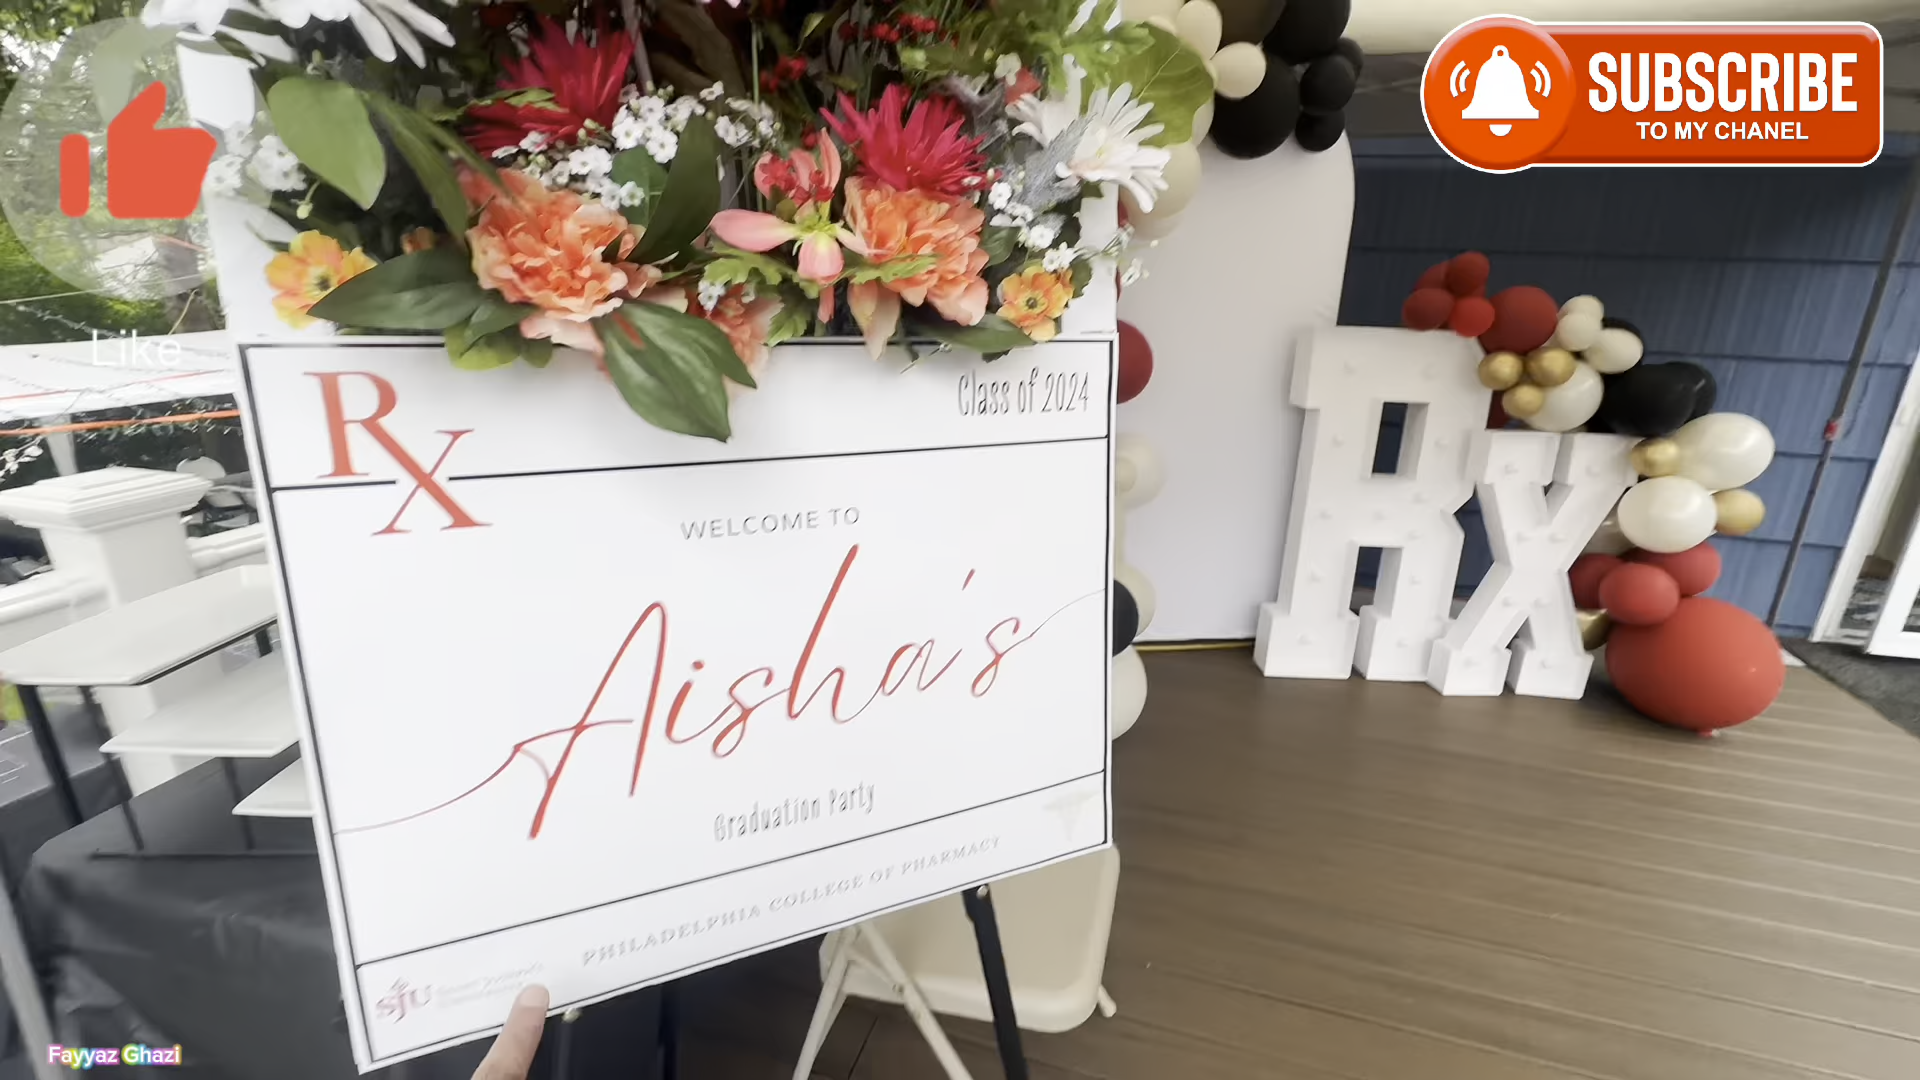 Like
SUBSCRIBE
TO MY CHANEL
RX
Class of 2024
WELCOME TO
Aisha's
Graduation Party
PHILADELPHIA COLLEGE OF PHARMACY
SJU
RX
Fayyaz Ghazi